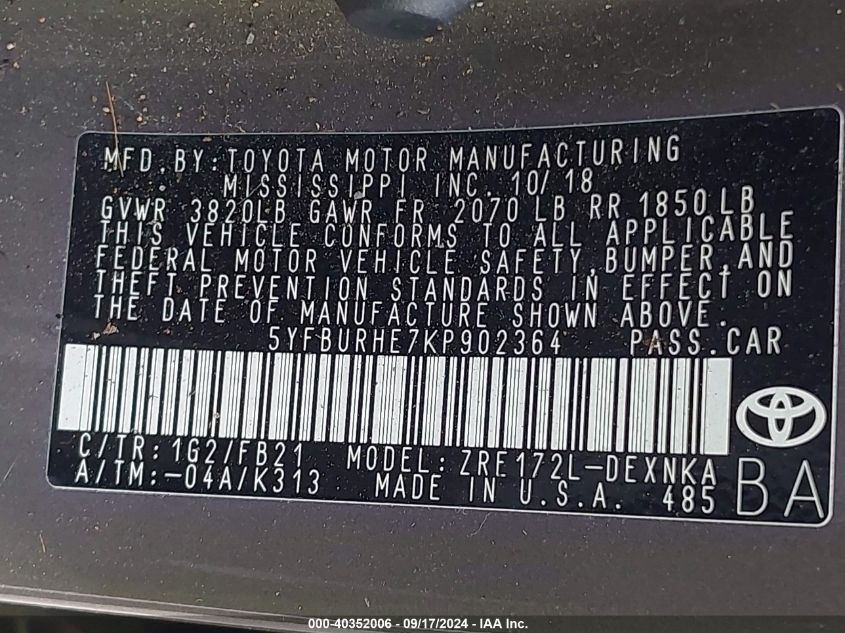 MFD. BY: TOYOTA MOTOR MANUFACTURING
MISSISSIPPI INC. 10/18
GVWR 3820LB GAWR FR 2070 LB RR 1850 LB
THIS VEHICLE CONFORMS TO ALL APPLICABLE
FEDERAL MOTOR VEHICLE SAFETY, BUMPER, AND
THEFT PREVENTION STANDARDS IN EFFECT ON
THE DATE OF MANUFACTURE SHOWN ABOVE.
5YFBURHE7KP902364 PASS. CAR
C/TR: 1G2/FB21 MODEL: ZRE172L-DEXNKA
A/TM:-04A/K313 MADE IN U.S.A. 485
BA
000-40352006 - 09/17/2024 - IAA Inc.